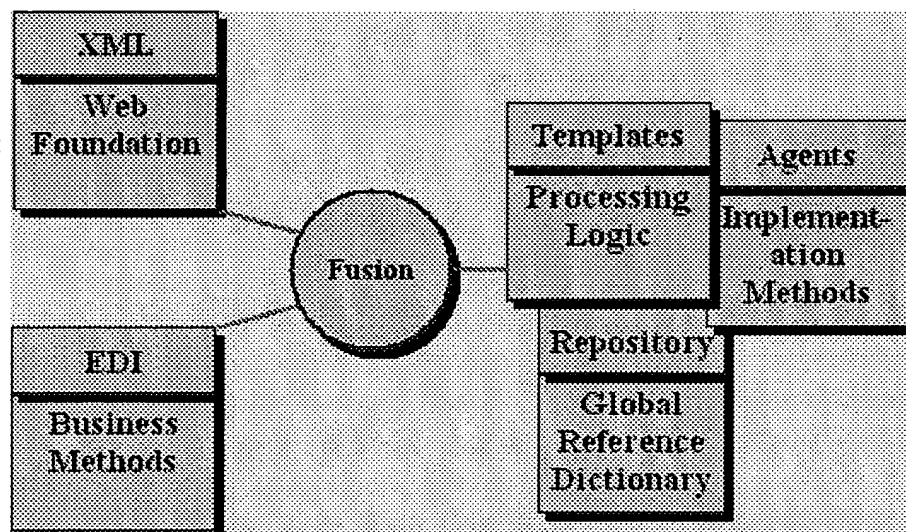 XML
Web
Foundation
EDI
Business
Methods
Fusion
Templates
Processing
Logic
Agents
Implement-
ation
Methods
Repository
Global
Reference
Dictionary